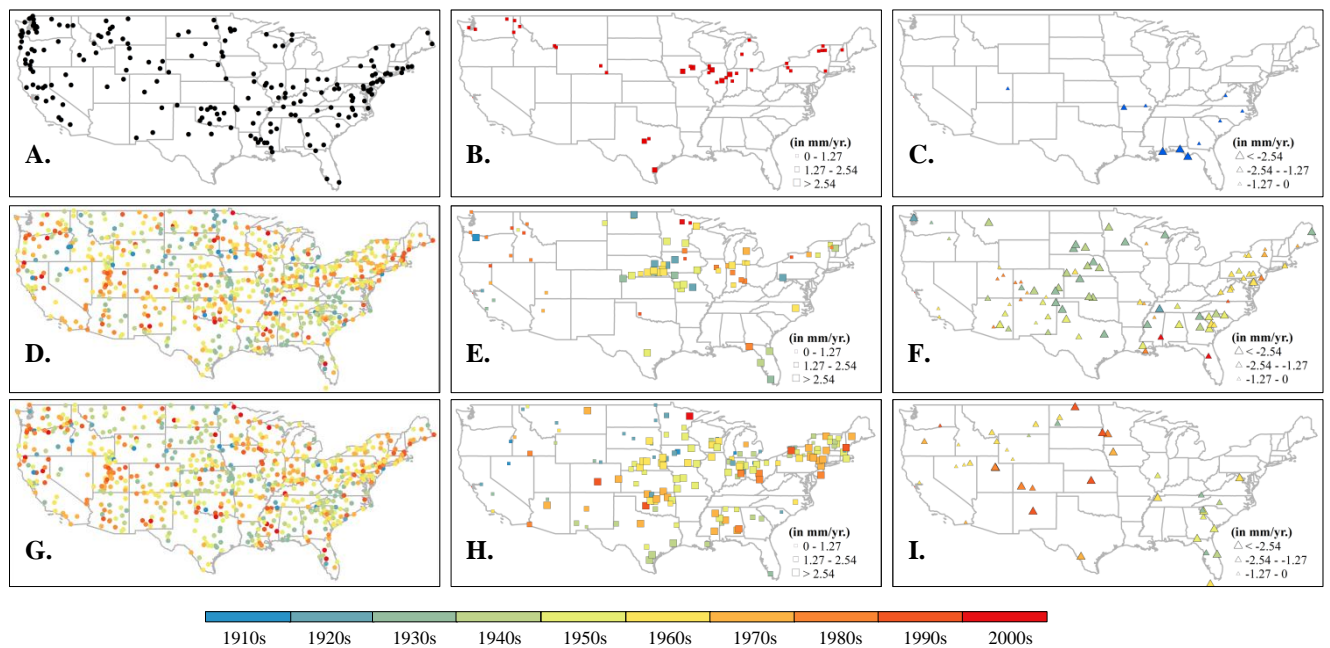 A.
B.
(in mm/yr.)
0 - 1.27
1.27 - 2.54
> 2.54
C.
(in mm/yr.)
< -2.54
-2.54 - -1.27
-1.27 - 0
D.
E.
(in mm/yr.)
0 - 1.27
1.27 - 2.54
> 2.54
F.
(in mm/yr.)
< -2.54
-2.54 - -1.27
-1.27 - 0
G.
H.
(in mm/yr.)
0 - 1.27
1.27 - 2.54
> 2.54
I.
(in mm/yr.)
< -2.54
-2.54 - -1.27
-1.27 - 0
1910s 1920s 1930s 1940s 1950s 1960s 1970s 1980s 1990s 2000s